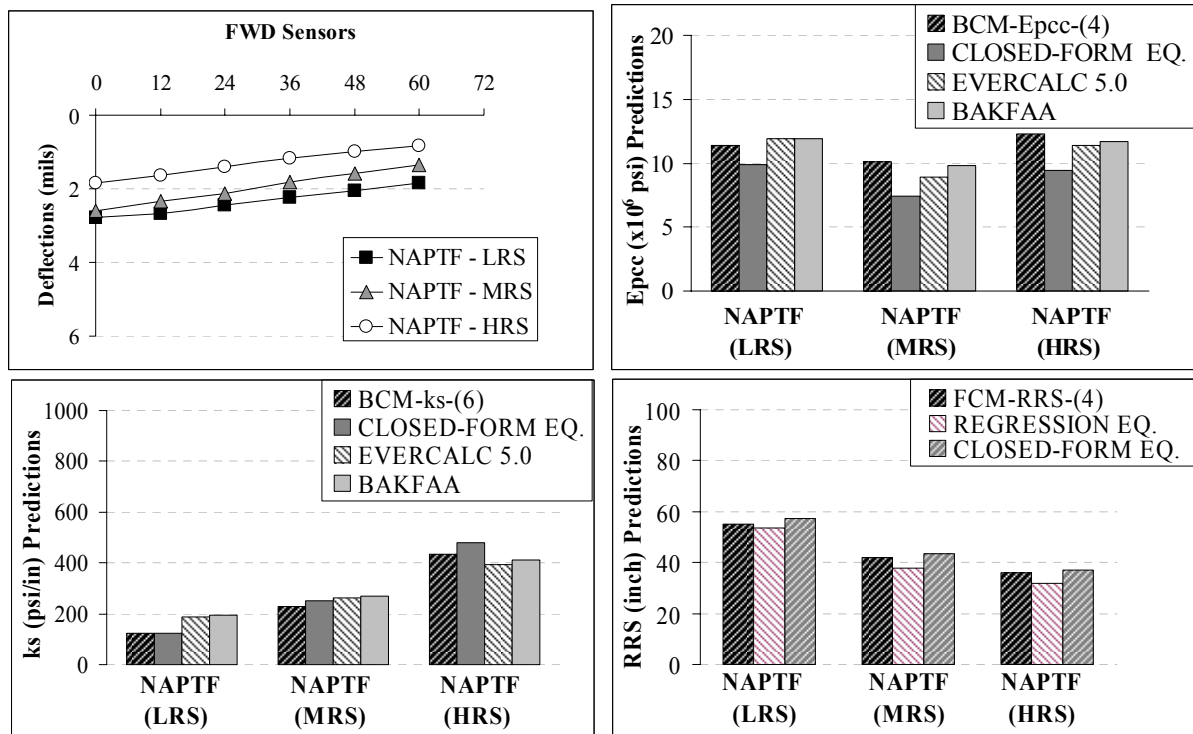 FWD Sensors
0 12 24 36 48 60 72
0
2
4
6
Deflections (mils)
NAPTF - LRS
NAPTF - MRS
NAPTF - HRS
BCM-Epcc-(4)
CLOSED-FORM EQ.
EVERCALC 5.0
BAKFAA
20
15
10
5
0
Epcc (x10⁶ psi) Predictions
NAPTF NAPTF NAPTF
(LRS) (MRS) (HRS)
BCM-ks-(6)
CLOSED-FORM EQ.
EVERCALC 5.0
BAKFAA
1000
800
600
400
200
0
ks (psi/in) Predictions
NAPTF NAPTF NAPTF
(LRS) (MRS) (HRS)
FCM-RRS-(4)
REGRESSION EQ.
CLOSED-FORM EQ.
100
80
60
40
20
0
RRS (inch) Predictions
NAPTF NAPTF NAPTF
(LRS) (MRS) (HRS)